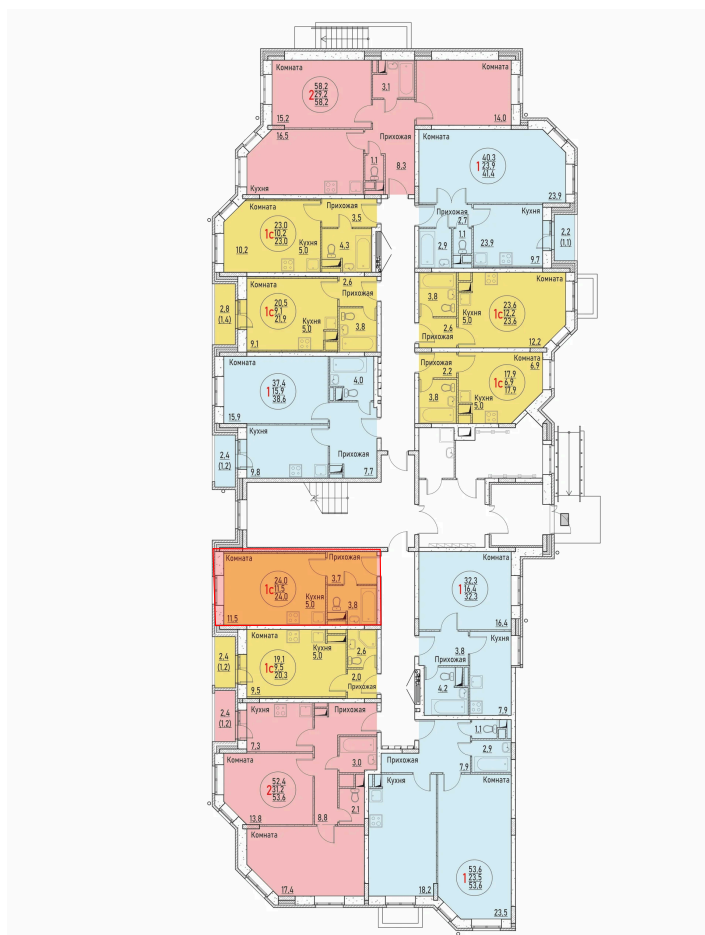 Комната
58,2
2 29,2
58,2
15,2
3,1
Комната
14,0
16,5
Кухня
Прихожая
1,1
8,3
Комната
40,3
1 23,9
41,4
23,9
Комната
23,0
1с 10,2
23,0
10,2
Прихожая
3,5
Кухня
5,0
4,3
2,7
Прихожая
Кухня
2,9
1,1
23,9
9,7
2,2
(1,1)
2,8
(1,4)
Комната
20,5
1с 9,1
21,9
9,1
2,6
Прихожая
Кухня
5,0
3,8
3,8
Кухня
5,0
2,6
Прихожая
Комната
23,6
1с 12,2
23,6
12,2
Комната
37,4
1 15,9
38,6
15,9
4,0
Прихожая
2,2
3,8
Кухня
5,0
Комната
6,9
17,9
1с 6,9
17,9
2,4
(1,2)
Кухня
9,8
Прихожая
7,7
Комната
24,0
1с 11,5
24,0
11,5
Прихожая
3,7
Кухня
5,0
3,8
32,3
1 16,4
32,3
Комната
16,4
2,4
(1,2)
Комната
19,1
1с 9,5
20,3
9,5
Кухня
5,0
2,6
2,0
Прихожая
3,8
Прихожая
4,2
Кухня
7,9
2,4
(1,2)
Кухня
7,3
Прихожая
3,0
Комната
52,4
2 31,2
53,6
13,8
8,8
2,1
Комната
17,4
1,1
2,9
Прихожая
7,9
Кухня
18,2
Комната
53,6
1 23,5
53,6
23,5